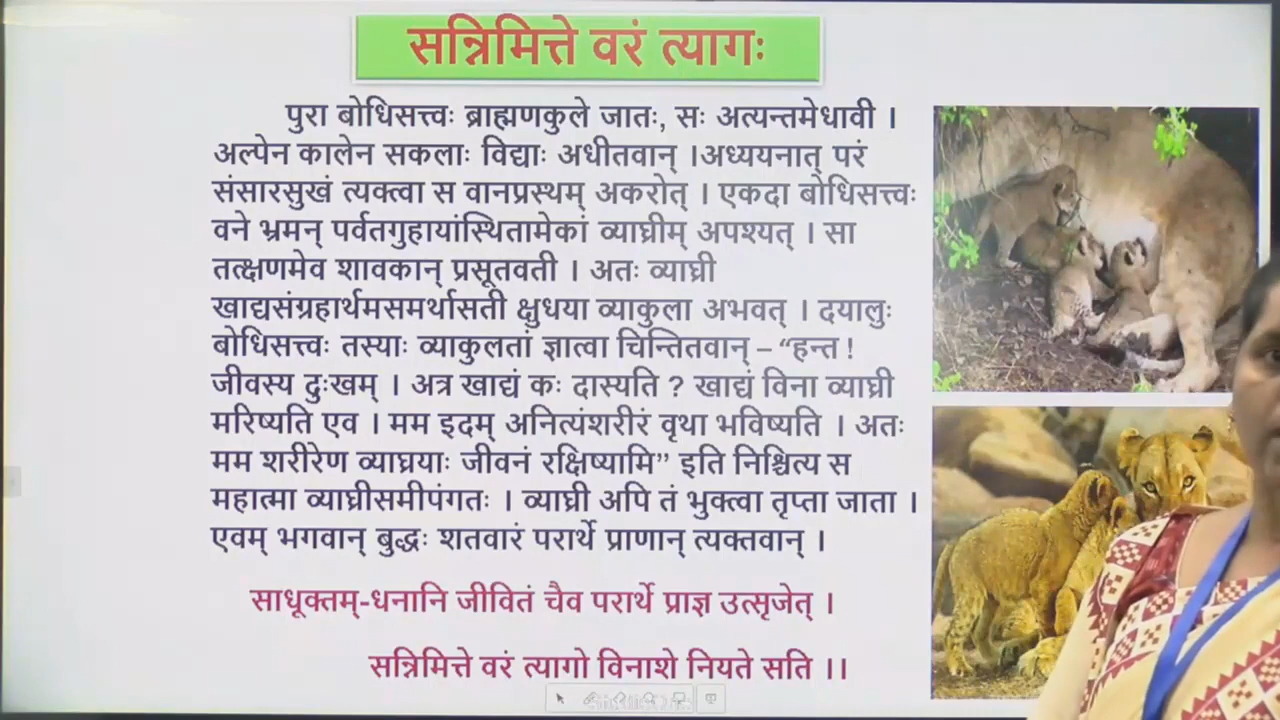 सन्निमित्ते वरं त्यागः
पुरा बोधिसत्त्वः ब्राह्मणकुले जातः, सः अत्यन्तमेधावी ।
अल्पेन कालेन सकलाः विद्याः अधीतवान् ।अध्ययनात् परं
संसारसुखं त्यक्त्वा स वानप्रस्थम् अकरोत् । एकदा बोधिसत्त्वः
वने भ्रमन् पर्वतगुहायांस्थितामेकां व्याघ्रीम् अपश्यत् । सा
तत्क्षणमेव शावकान् प्रसूतवती । अतः व्याघ्री
खाद्यसंग्रहार्थमसमर्थासती क्षुधया व्याकुला अभवत् । दयालुः
बोधिसत्त्वः तस्याः व्याकुलतां ज्ञात्वा चिन्तितवान् – “हन्त !
जीवस्य दुःखम् । अत्र खाद्यं कः दास्यति ? खाद्यं विना व्याघ्री
मरिष्यति एव । मम इदम् अनित्यंशरीरं वृथा भविष्यति । अतः
मम शरीरेण व्याघ्रयाः जीवनं रक्षिष्यामि” इति निश्चित्य स
महात्मा व्याघ्रीसमीपंगतः । व्याघ्री अपि तं भुक्त्वा तृप्ता जाता ।
एवम् भगवान् बुद्धः शतवारं परार्थे प्राणान् त्यक्तवान् ।
साधूक्तम्-धनानि जीवितं चैव परार्थे प्राज्ञ उत्सृजेत् ।
सन्निमित्ते वरं त्यागो विनाशे नियते सति ।।